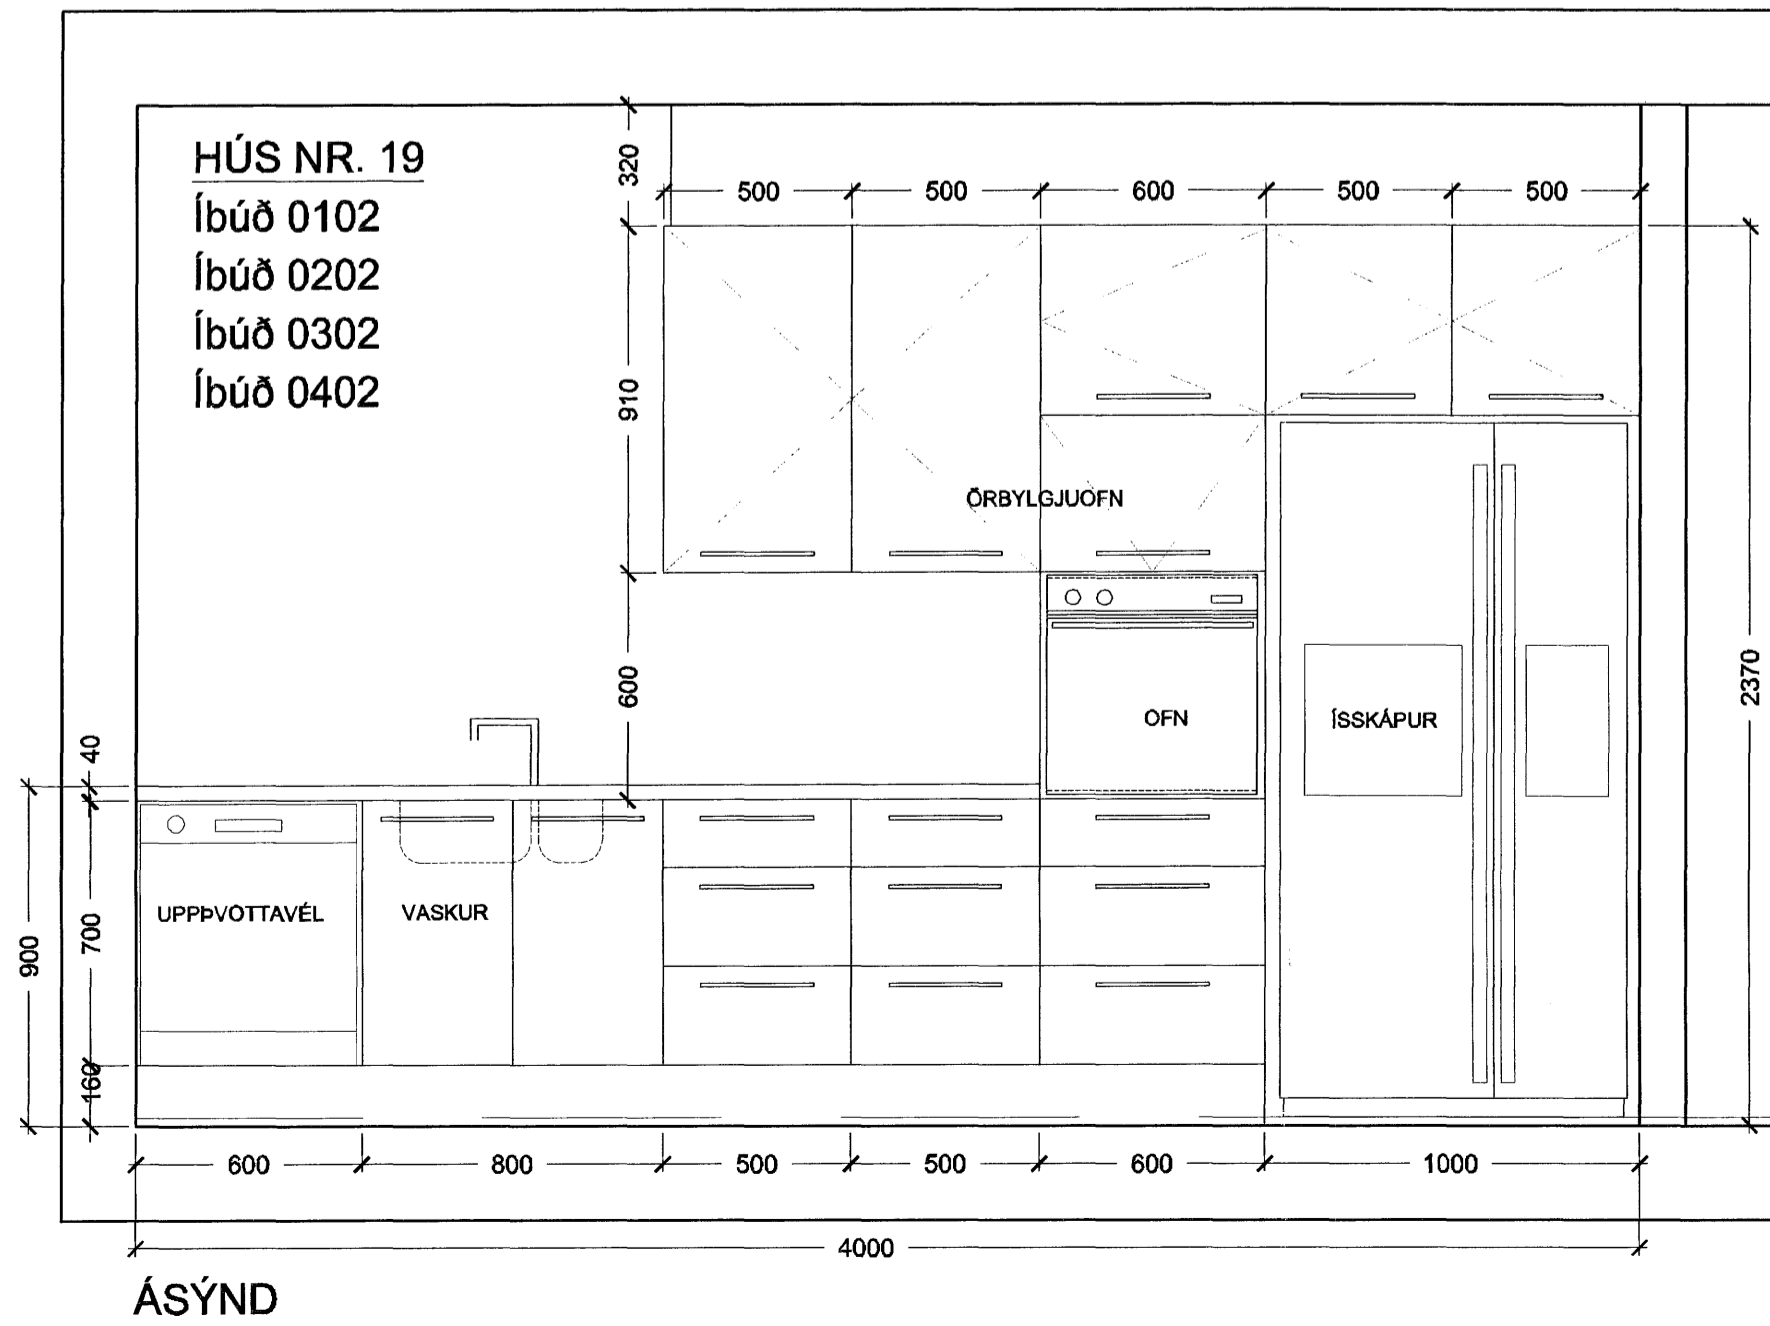 HÚS NR. 19
Íbúð 0102
Íbúð 0202
Íbúð 0302
Íbúð 0402
320
500 500 600 500 500
910
600
2370
ÖRBYLGJUOFN
OFN
ÍSSKÁPUR
40
700
900
160
UPPÞVOTTAVÉL
VASKUR
600 800 500 500 600 1000
4000
ÁSÝND